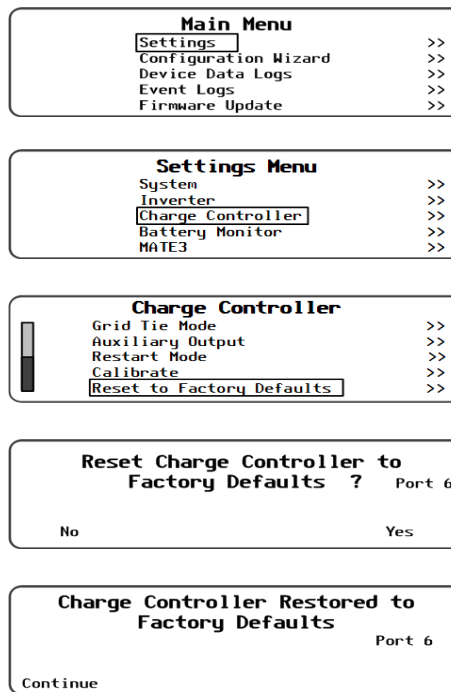 Main Menu
Settings >>
Configuration Wizard >>
Device Data Logs >>
Event Logs >>
Firmware Update >>
Settings Menu
System >>
Inverter >>
Charge Controller >>
Battery Monitor >>
MATE3 >>
Charge Controller
Grid Tie Mode >>
Auxiliary Output >>
Restart Mode >>
Calibrate >>
Reset to Factory Defaults >>
Reset Charge Controller to
Factory Defaults ? Port 6
No Yes
Charge Controller Restored to
Factory Defaults
Port 6
Continue